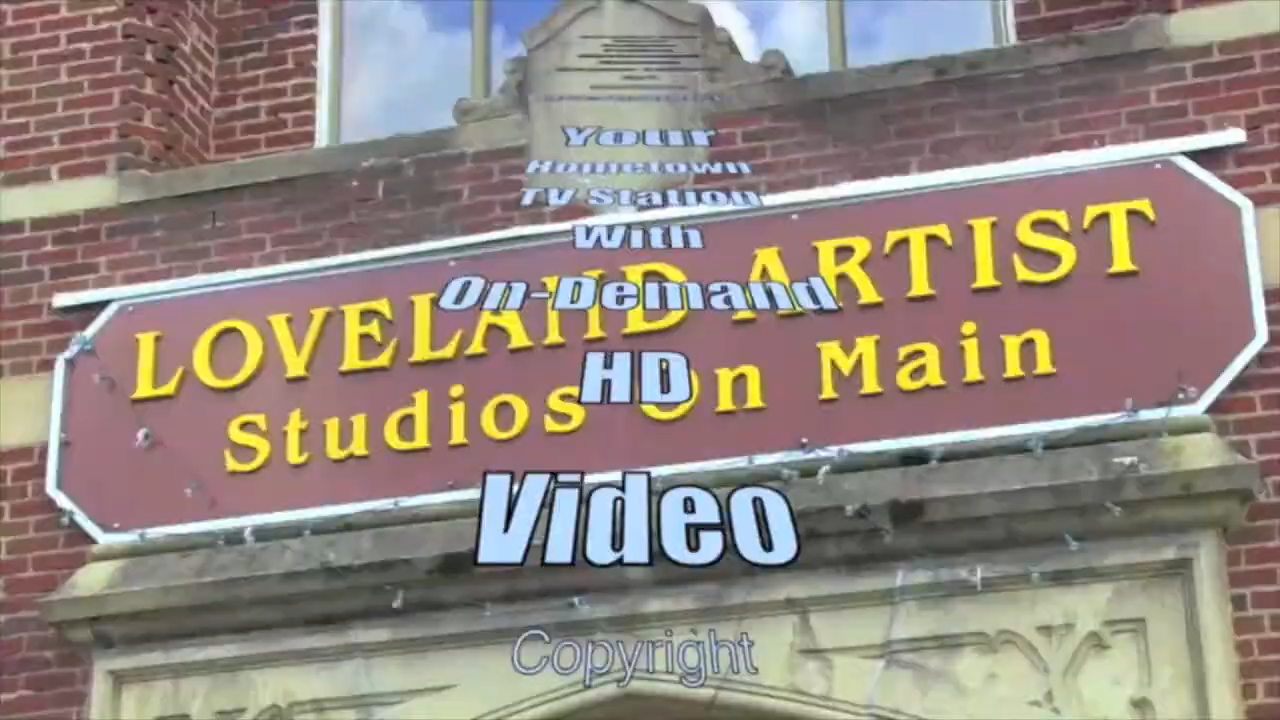 Your
Hometown
TV Station
With
On-Demand
HD
Video
Copyright
LOVELAND ARTIST
Studios On Main